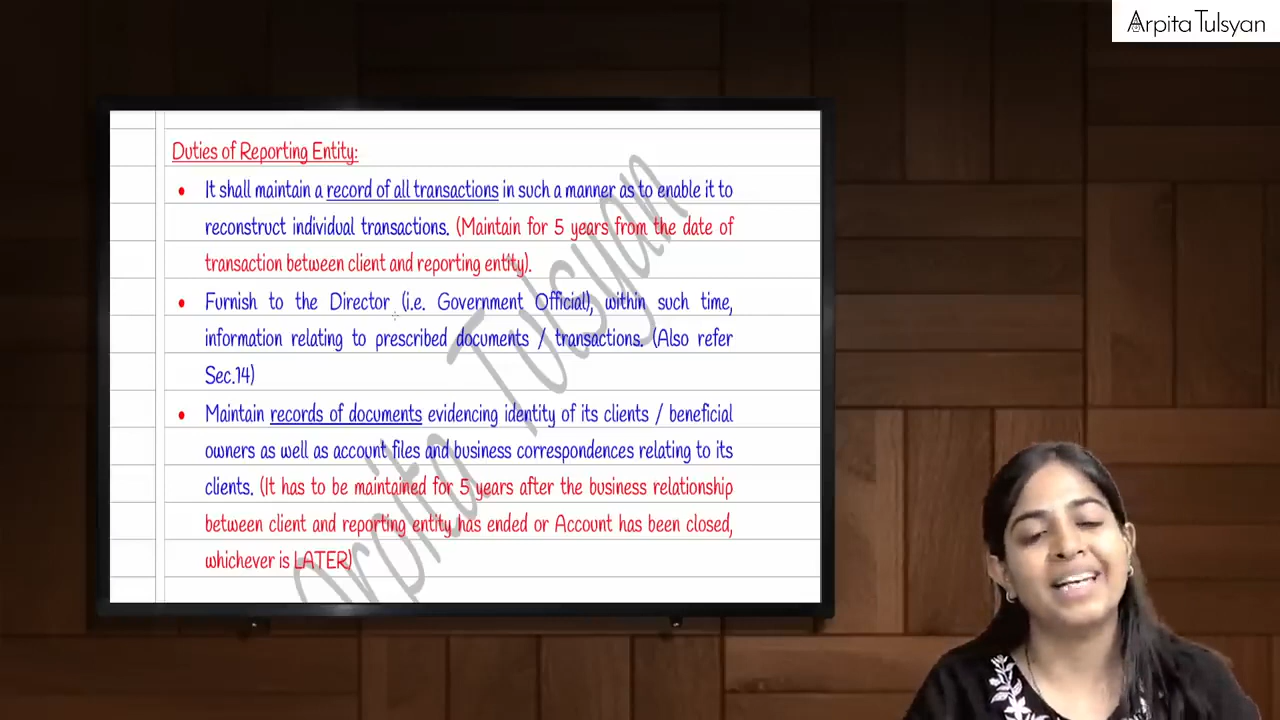 Arpita Tulsyan
Duties of Reporting Entity:
• It shall maintain a record of all transactions in such a manner as to enable it to
reconstruct individual transactions. (Maintain for 5 years from the date of
transaction between client and reporting entity).
• Furnish to the Director (i.e. Government Official), within such time,
information relating to prescribed documents / transactions. (Also refer
Sec.14)
• Maintain records of documents evidencing identity of its clients / beneficial
owners as well as account files and business correspondences relating to its
clients. (It has to be maintained for 5 years after the business relationship
between client and reporting entity has ended or Account has been closed,
whichever is LATER)
Arpita Tulsyan